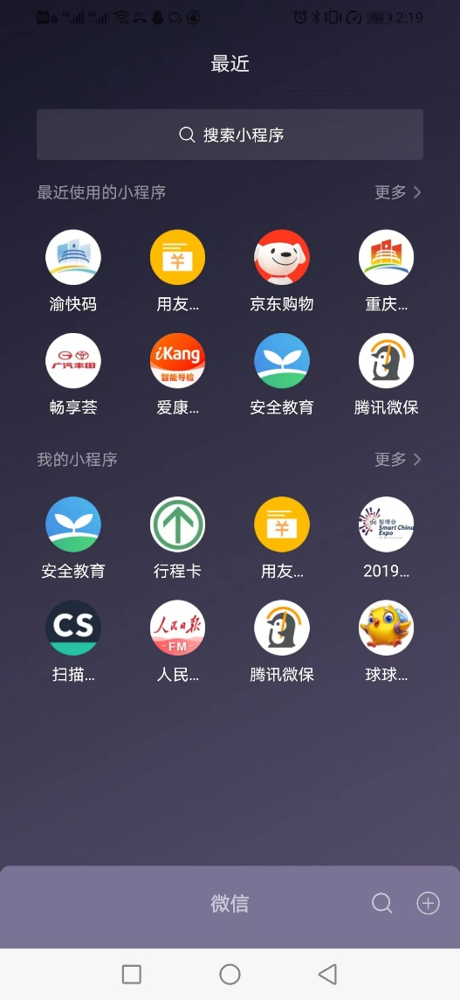 HD 4G 4G 64 2:19
最近
搜索小程序
最近使用的小程序 更多
渝快码 用友... 京东购物 重庆...
广汽丰田 iKang 智能导检
畅享荟 爱康... 安全教育 腾讯微保
我的小程序 更多
智博会
Smart China
Expo
安全教育 行程卡 用友... 2019...
CS 人民日报
-FM-
扫描... 人民... 腾讯微保 球球...
微信